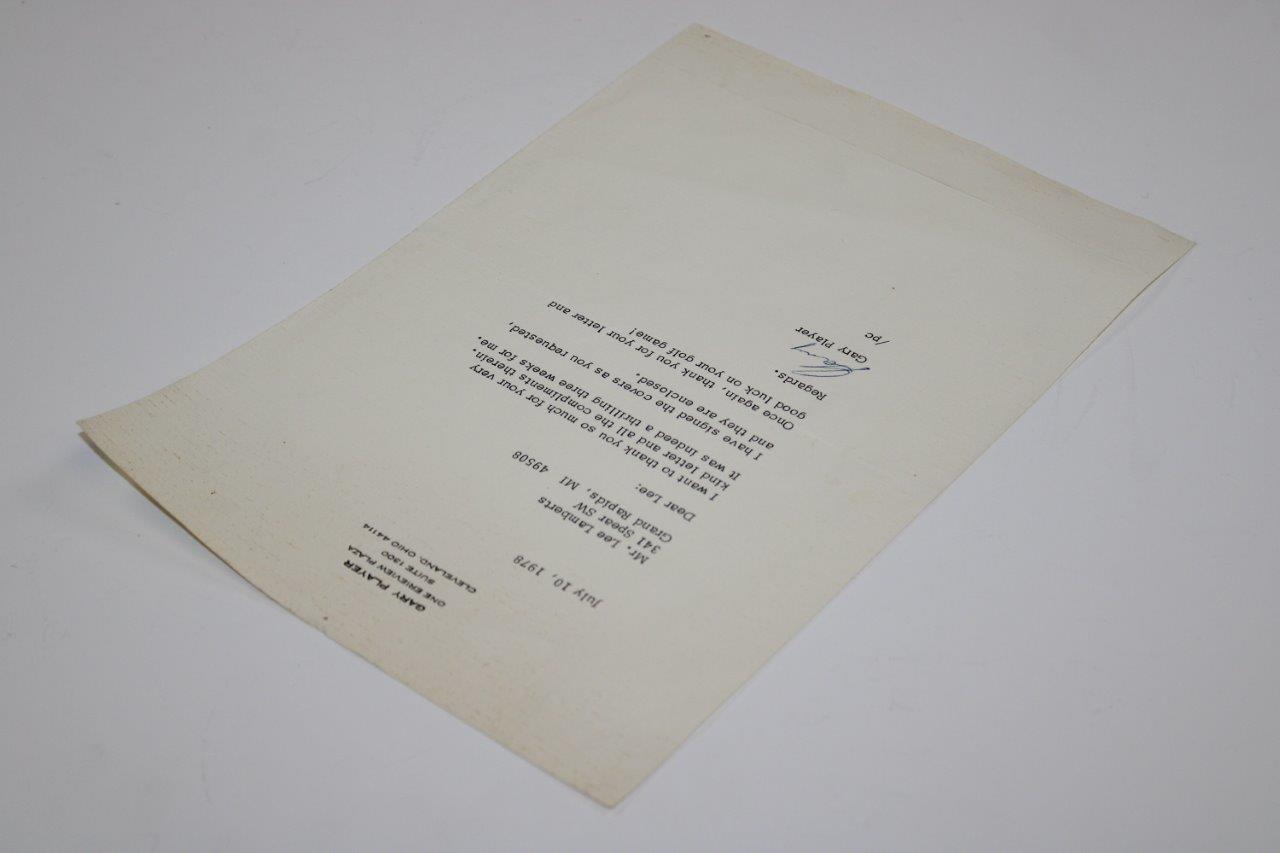 GARY PLAYER
ONE ERIEVIEW PLAZA
SUITE 1300
CLEVELAND, OHIO 44114
July 10, 1978
Mr. Lee Lamberts
341 Spear SW
Grand Rapids, MI 49508
Dear Lee:
I want to thank you so much for your very
kind letter and all the compliments therein.
It was indeed a thrilling three weeks for me.
I have signed the covers as you requested,
and they are enclosed.
Once again, thank you for your letter and
good luck on your golf game!
Regards.
Gary
Gary Player
/pc